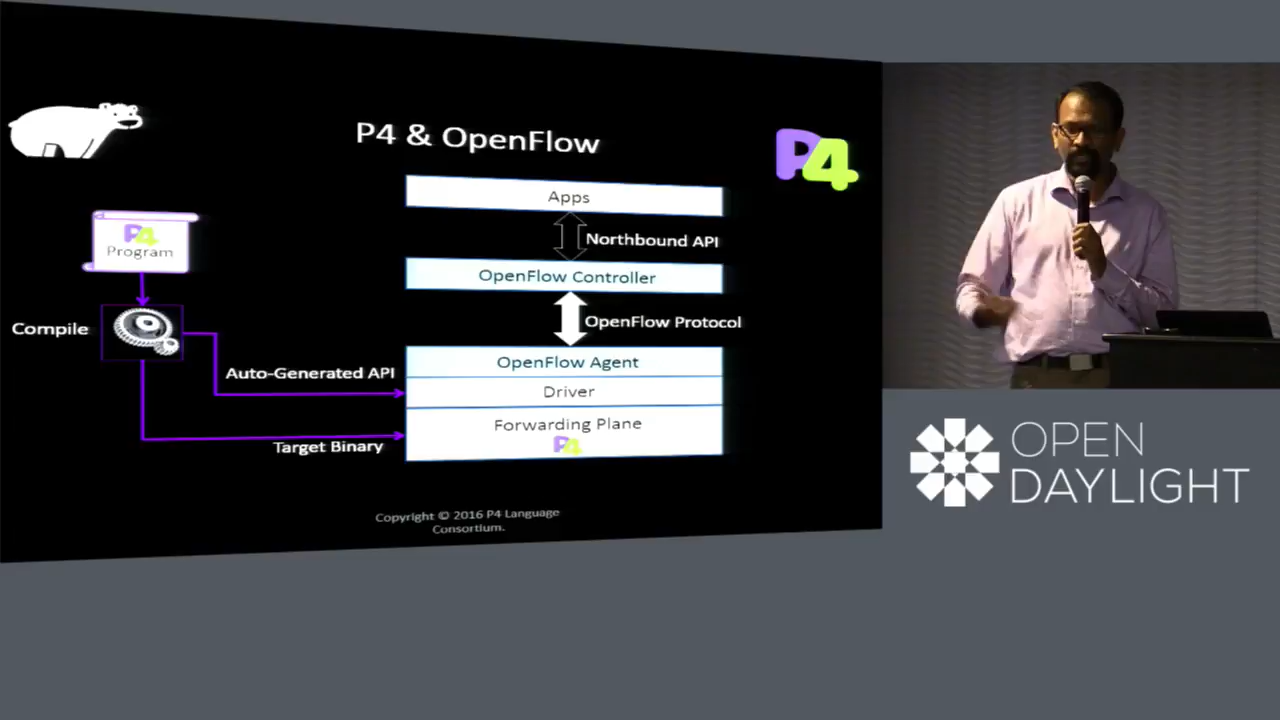 P4 & OpenFlow
P4
Apps
Northbound API
P4
Program
OpenFlow Controller
Compile
OpenFlow Protocol
OpenFlow Agent
Auto-Generated API
Driver
Forwarding Plane
P4
Target Binary
Copyright © 2016 P4 Language
Consortium.
OPEN
DAYLIGHT